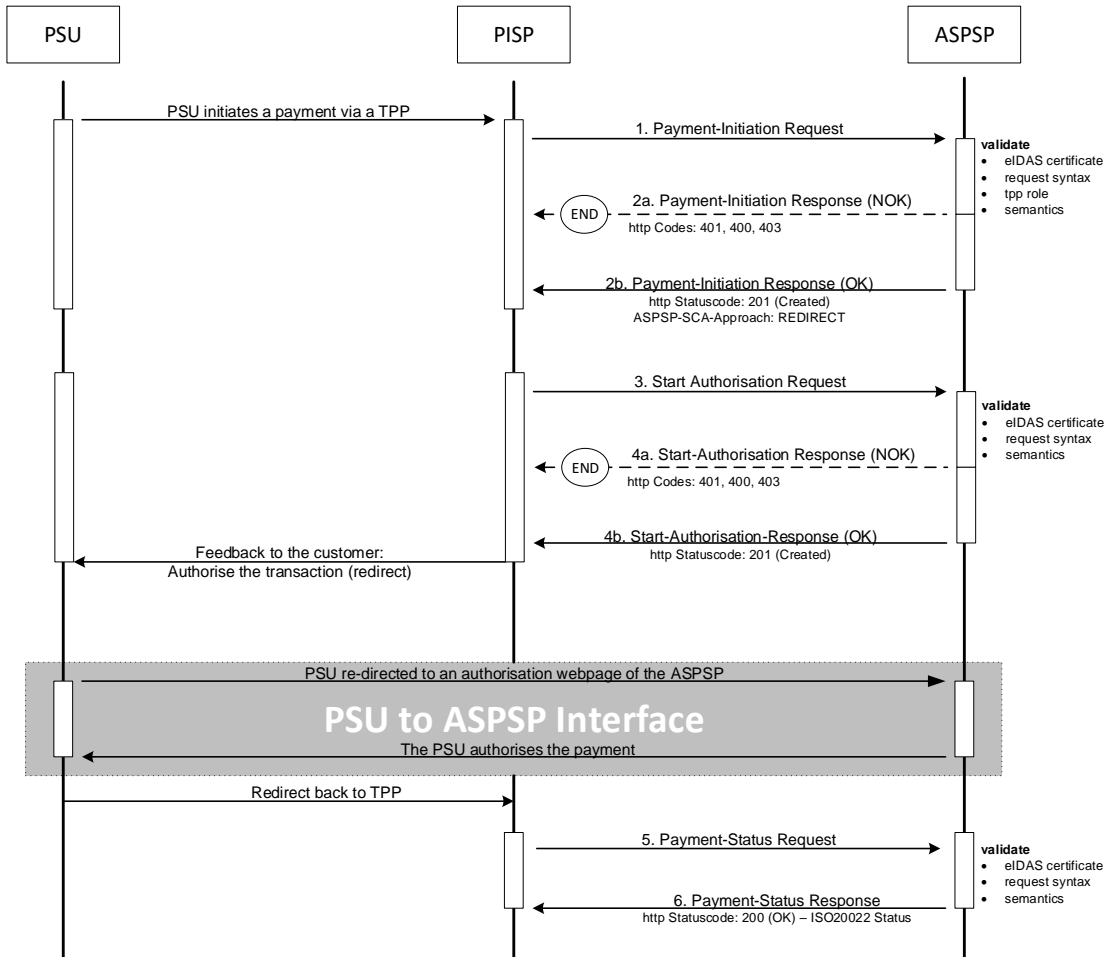 PSU
PISP
ASPSP
PSU initiates a payment via a TPP
1. Payment-Initiation Request
validate
• eIDAS certificate
• request syntax
• tpp role
• semantics
2a. Payment-Initiation Response (NOK)
END
http Codes: 401, 400, 403
2b. Payment-Initiation Response (OK)
http Statuscode: 201 (Created)
ASPSP-SCA-Approach: REDIRECT
3. Start Authorisation Request
validate
• eIDAS certificate
• request syntax
• semantics
4a. Start-Authorisation Response (NOK)
END
http Codes: 401, 400, 403
4b. Start-Authorisation-Response (OK)
http Statuscode: 201 (Created)
Feedback to the customer:
Authorise the transaction (redirect)
PSU re-directed to an authorisation webpage of the ASPSP
PSU to ASPSP Interface
The PSU authorises the payment
Redirect back to TPP
5. Payment-Status Request
validate
• eIDAS certificate
• request syntax
• semantics
6. Payment-Status Response
http Statuscode: 200 (OK) – ISO20022 Status